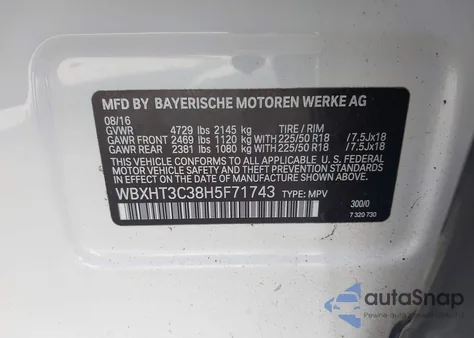 MFD BY BAYERISCHE MOTOREN WERKE AG
08/16
GVWR 4729 lbs 2145 kg TIRE / RIM
GAWR FRONT 2469 lbs 1120 kg WITH 225/50 R18 /7.5Jx18
GAWR REAR 2381 lbs 1080 kg WITH 225/50 R18 /7.5Jx18
THIS VEHICLE CONFORMS TO ALL APPLICABLE U. S. FEDERAL
MOTOR VEHICLE SAFETY, BUMPER, AND THEFT PREVENTION
STANDARDS IN EFFECT ON THE DATE OF MANUFACTURE
SHOWN ABOVE.
WBXHT3C38H5F71743 TYPE: MPV
300/0
7 320 730
autoSnap